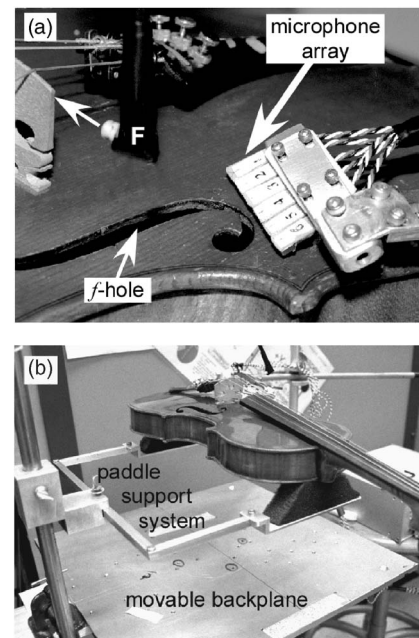 (a)
microphone
array
F
1
2
3
4
5
6
f-hole
(b)
paddle
support
system
movable backplane